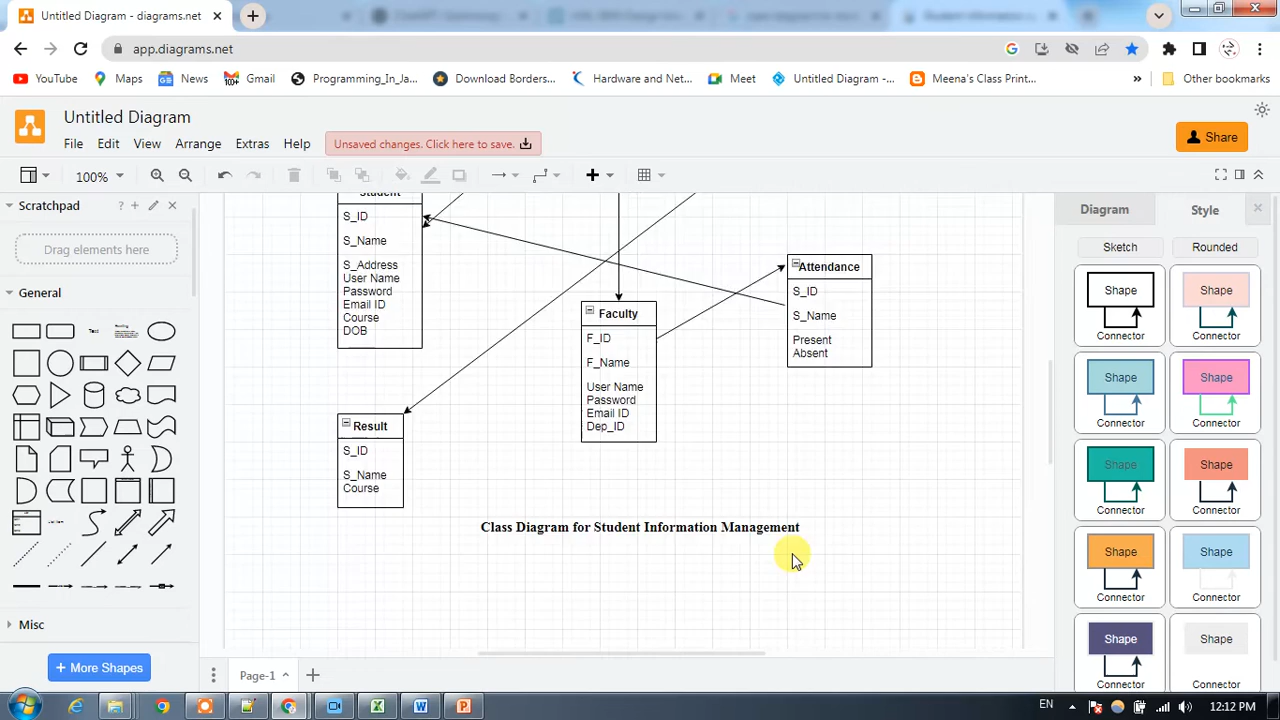 Untitled Diagram - diagrams.net
app.diagrams.net
YouTube
Maps
News
Gmail
Programming_In_Ja...
Download Borders...
Hardware and Net...
Meet
Untitled Diagram -...
Meena's Class Print...
»
Other bookmarks
Untitled Diagram
File Edit View Arrange Extras Help
Unsaved changes. Click here to save.
Share
100%
Scratchpad
Drag elements here
General
Text
Misc
+ More Shapes
Student
S_ID
S_Name
S_Address
User Name
Password
Email ID
Course
DOB
Faculty
F_ID
F_Name
User Name
Password
Email ID
Dep_ID
Attendance
S_ID
S_Name
Present
Absent
Result
S_ID
S_Name
Course
Class Diagram for Student Information Management
Page-1
Diagram
Style
Sketch
Rounded
Shape
Connector
Shape
Connector
Shape
Connector
Shape
Connector
Shape
Connector
Shape
Connector
Shape
Connector
Shape
Connector
Shape
Connector
Shape
Connector
EN
12:12 PM